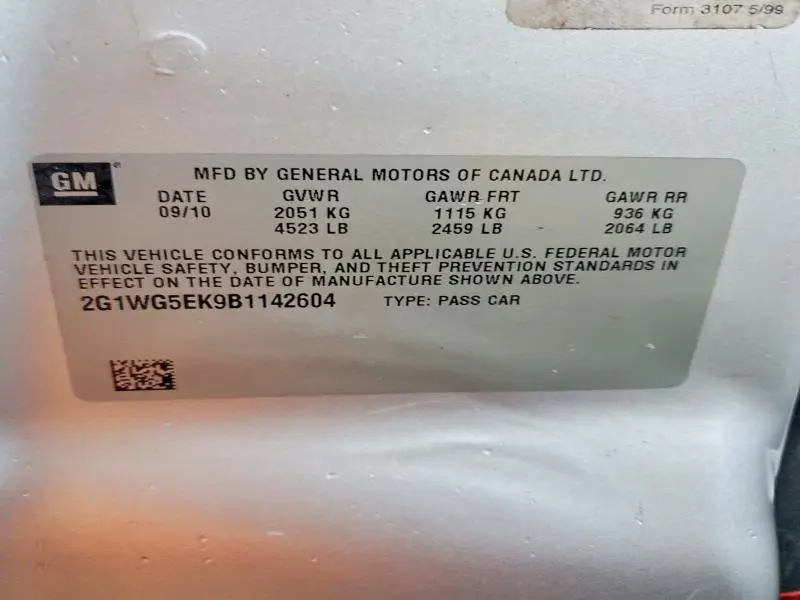 Form 3107 5/99
GM
MFD BY GENERAL MOTORS OF CANADA LTD.
DATE GVWR GAWR FRT GAWR RR
09/10 2051 KG 1115 KG 936 KG
4523 LB 2459 LB 2064 LB
THIS VEHICLE CONFORMS TO ALL APPLICABLE U.S. FEDERAL MOTOR
VEHICLE SAFETY, BUMPER, AND THEFT PREVENTION STANDARDS IN
EFFECT ON THE DATE OF MANUFACTURE SHOWN ABOVE.
2G1WG5EK9B1142604 TYPE: PASS CAR